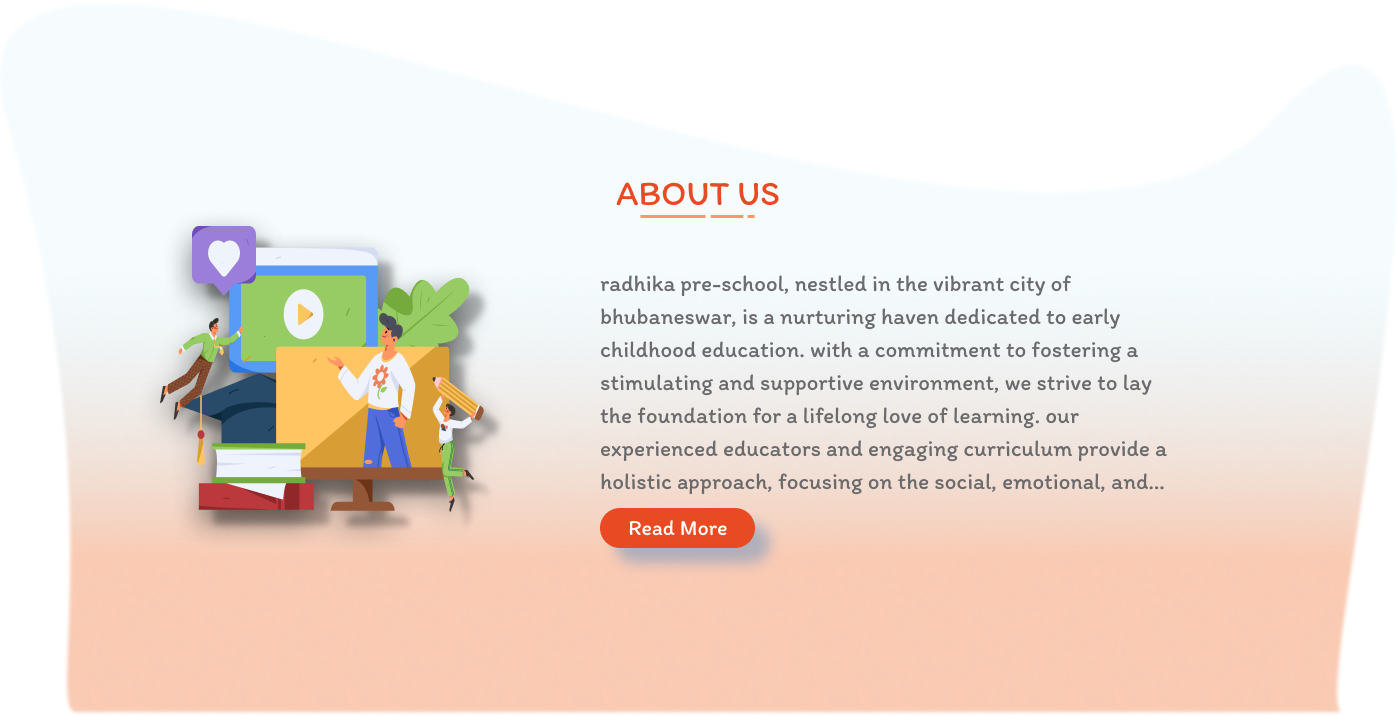 ABOUT US
radhika pre-school, nestled in the vibrant city of
bhubaneswar, is a nurturing haven dedicated to early
childhood education. with a commitment to fostering a
stimulating and supportive environment, we strive to lay
the foundation for a lifelong love of learning. our
experienced educators and engaging curriculum provide a
holistic approach, focusing on the social, emotional, and...
Read More